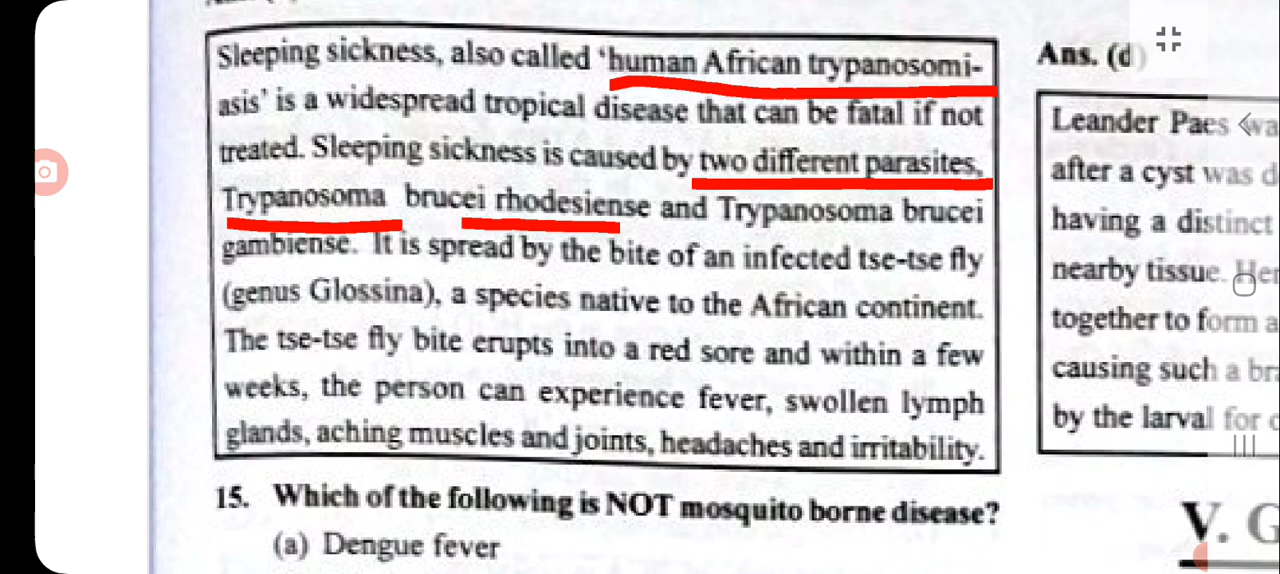 Sleeping sickness, also called ‘human African trypanosomi-
asis’ is a widespread tropical disease that can be fatal if not
treated. Sleeping sickness is caused by two different parasites,
Trypanosoma brucei rhodesiense and Trypanosoma brucei
gambiense. It is spread by the bite of an infected tse-tse fly
(genus Glossina), a species native to the African continent.
The tse-tse fly bite erupts into a red sore and within a few
weeks, the person can experience fever, swollen lymph
glands, aching muscles and joints, headaches and irritability.
15. Which of the following is NOT mosquito borne disease?
(a) Dengue fever
Ans. (d)
Leander Paes
after a cyst was
having a distinct
nearby tissue.
together to form a
causing such a
by the larval for
V. G